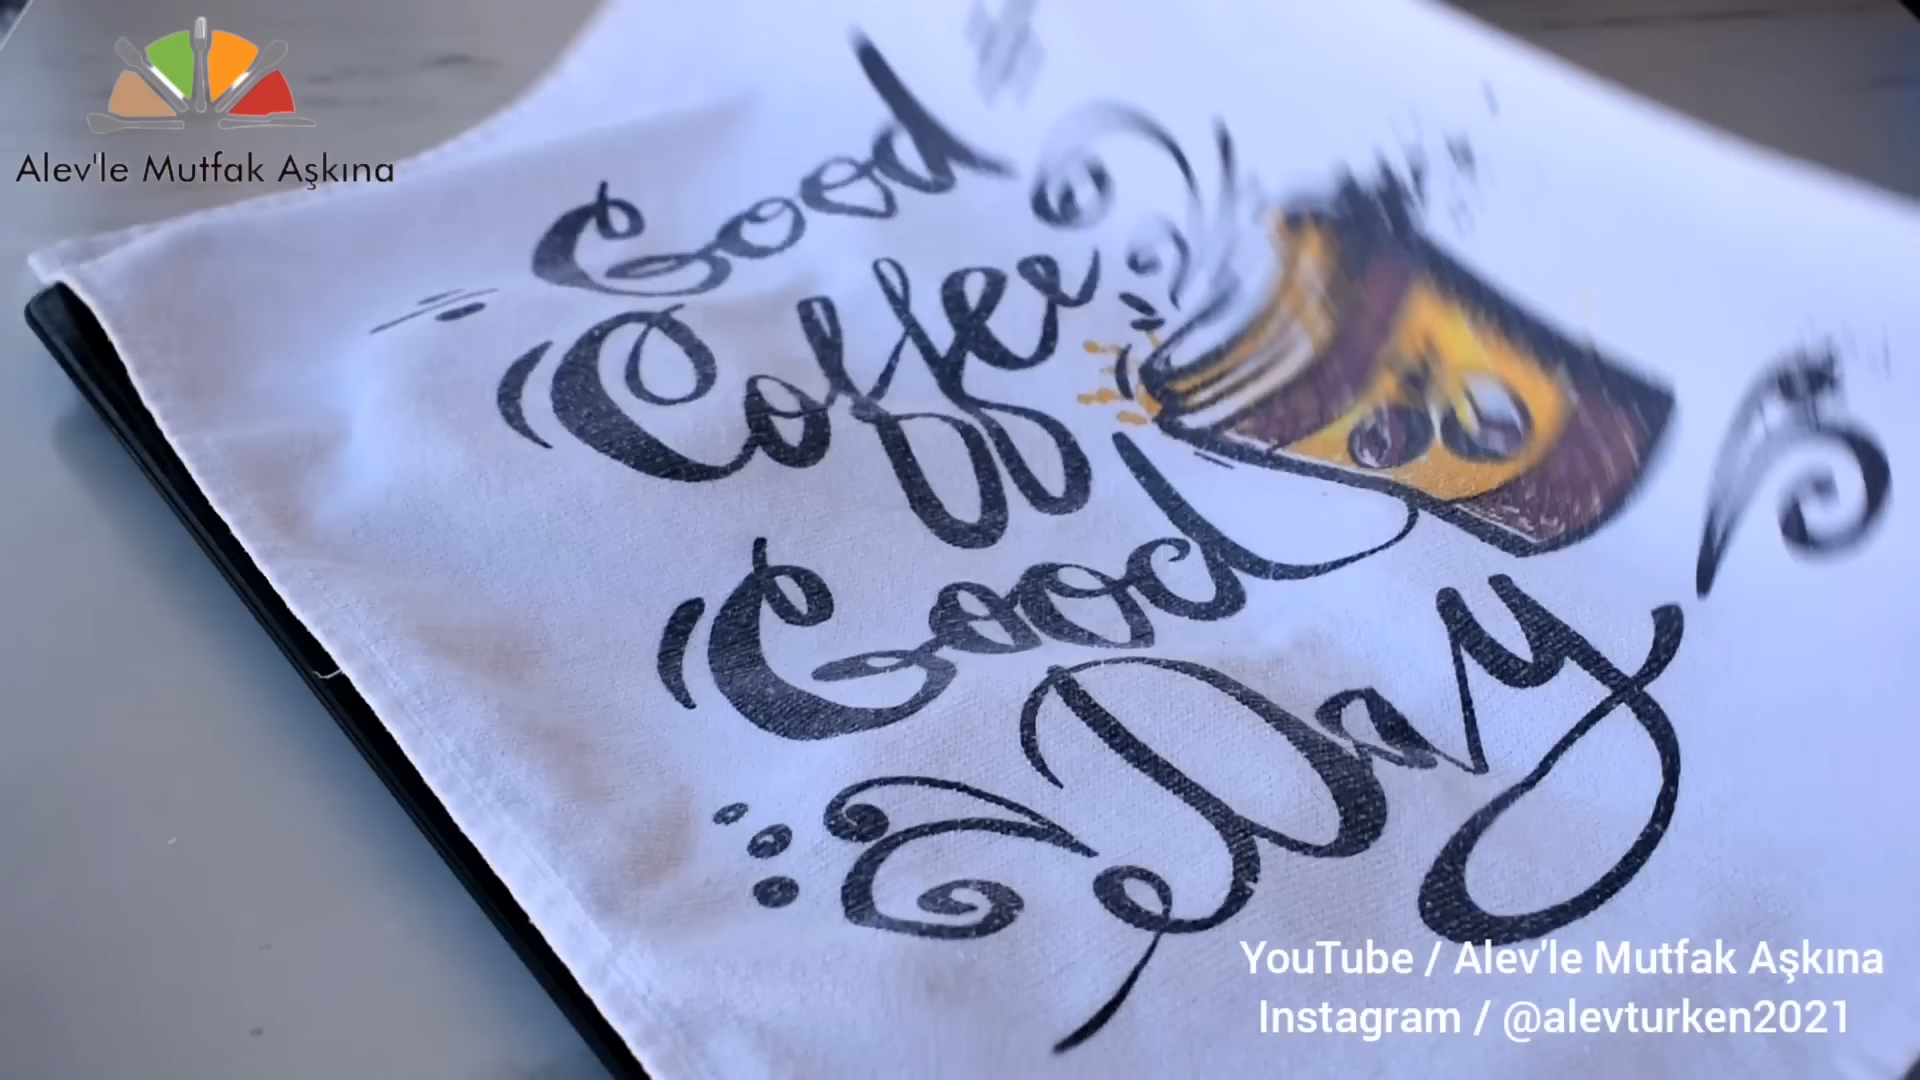 Alev'le Mutfak Aşkına
Good
Coffee
Good
Day
YouTube / Alev'le Mutfak Aşkına
Instagram / @alevturken2021